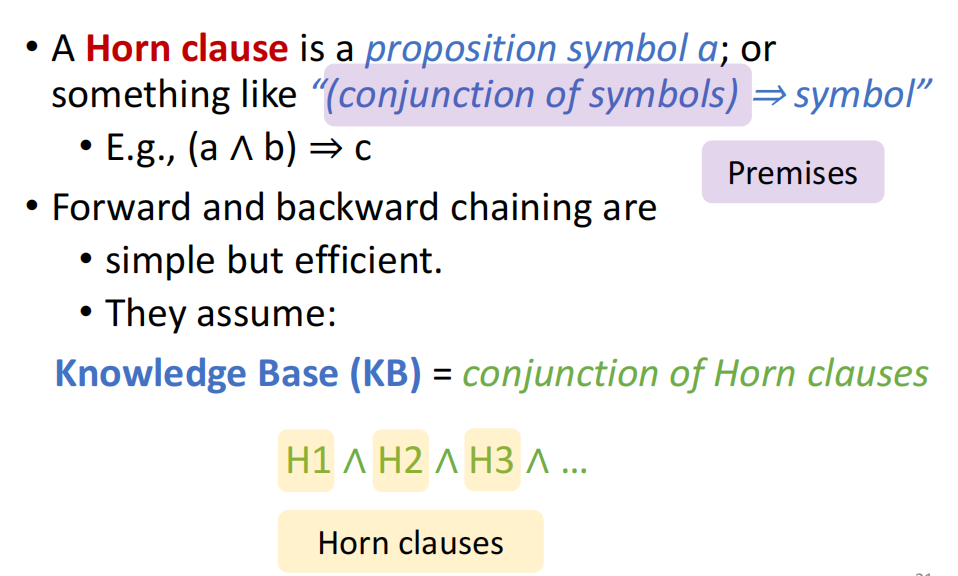 • A Horn clause is a proposition symbol a; or
something like “(conjunction of symbols) ⇒ symbol”
• E.g., (a ∧ b) ⇒ c
Premises
• Forward and backward chaining are
• simple but efficient.
• They assume:
Knowledge Base (KB) = conjunction of Horn clauses
H1 ∧ H2 ∧ H3 ∧ …
Horn clauses